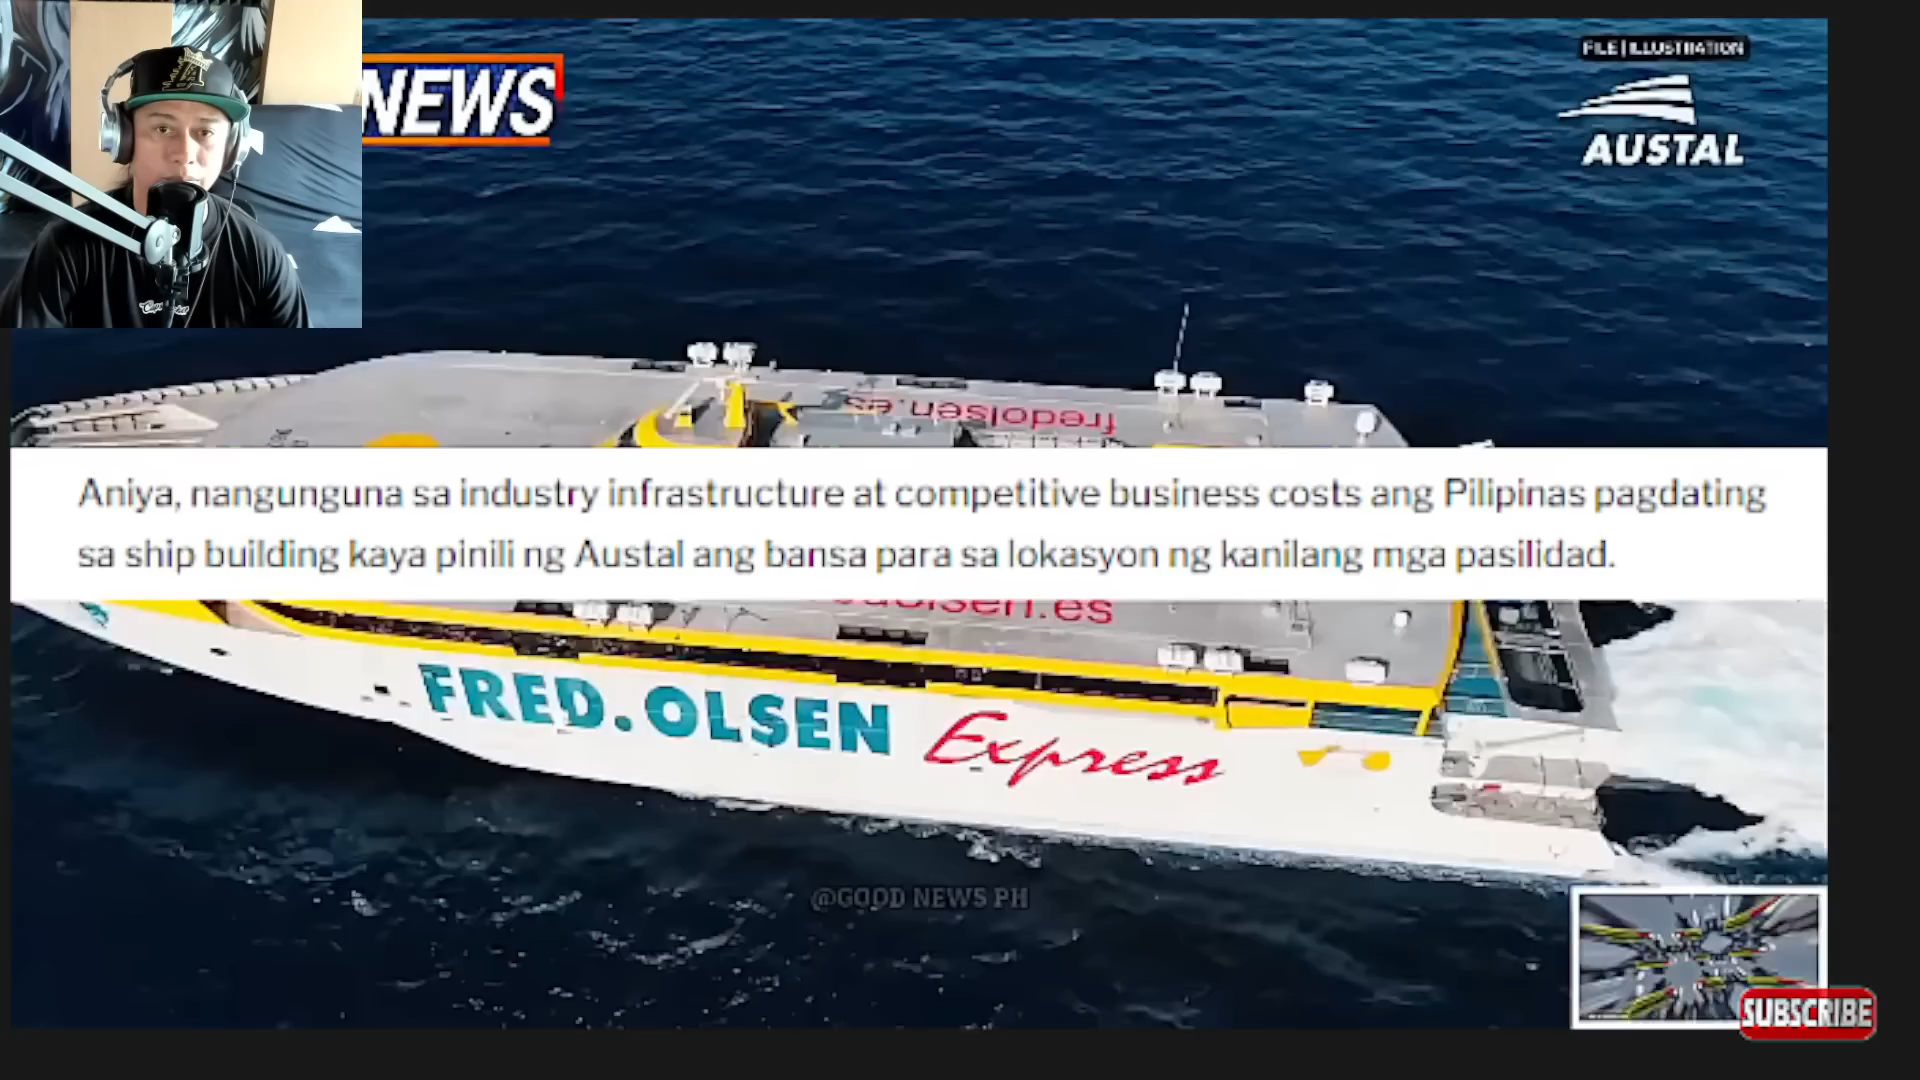 FILE | ILLUSTRATION
NEWS
AUSTAL
fredolsen.es
Aniya, nangunguna sa industry infrastructure at competitive business costs ang Pilipinas pagdating
sa ship building kaya pinili ng Austal ang bansa para sa lokasyon ng kanilang mga pasilidad.
FRED. OLSEN Express
@GOOD NEWS PH
SUBSCRIBE